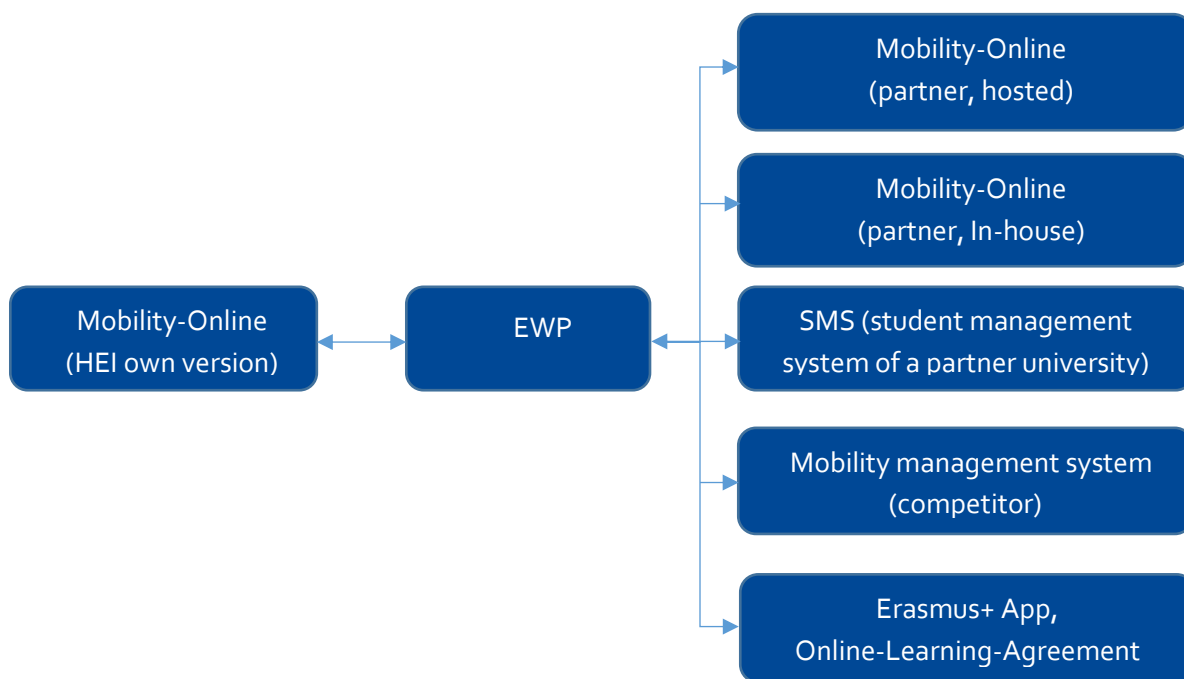 Mobility-Online
(partner, hosted)
Mobility-Online
(partner, In-house)
Mobility-Online
(HEI own version)
EWP
SMS (student management
system of a partner university)
Mobility management system
(competitor)
Erasmus+ App,
Online-Learning-Agreement